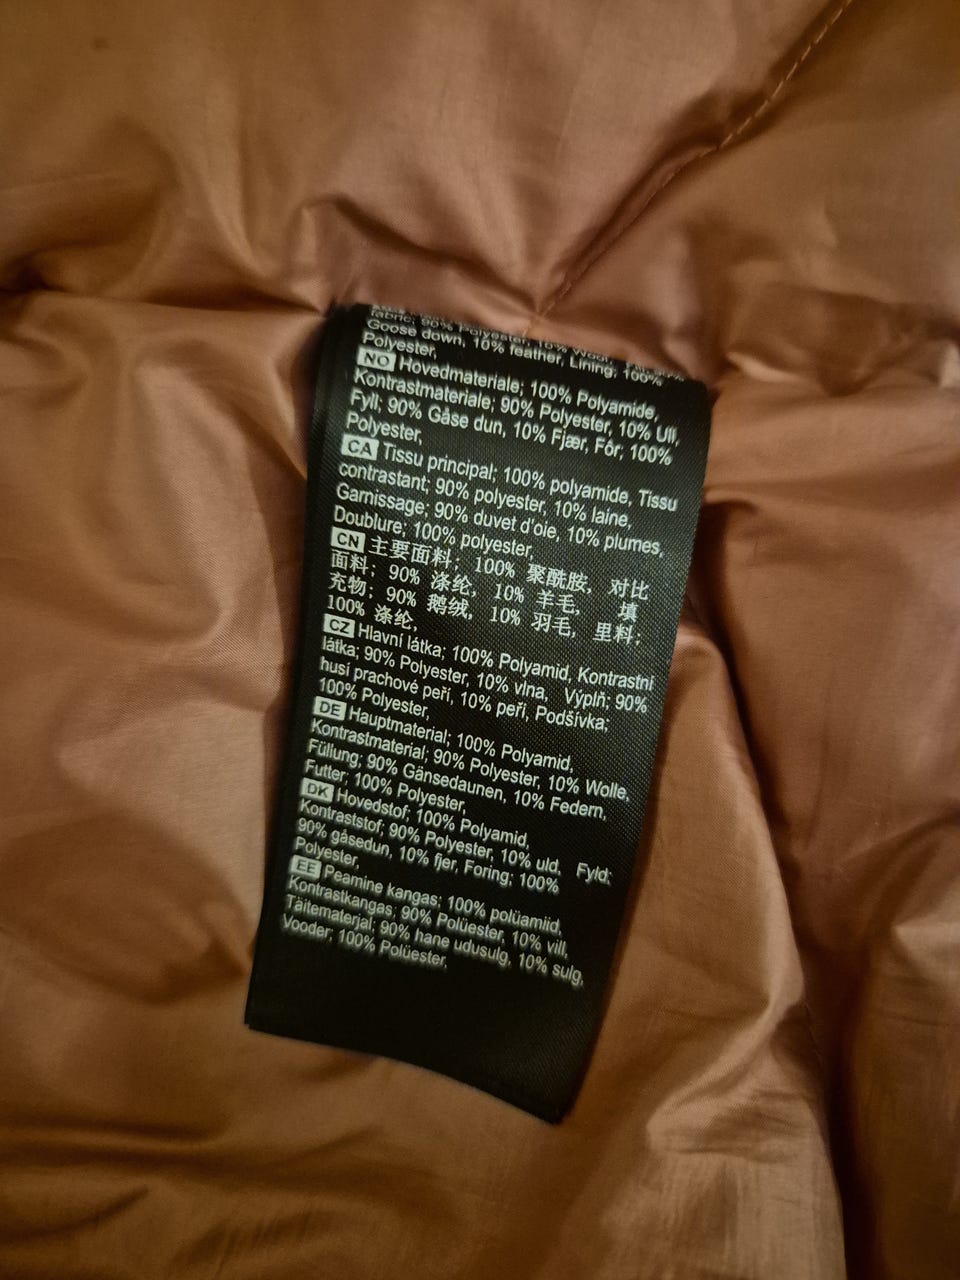 fabric; 90% Polyester, 10% Wool,
Goose down, 10% feather, Lining; 100%
Polyester,
NO Hovedmateriale; 100% Polyamide,
Kontrastmateriale; 90% Polyester, 10% Ull,
Fyll; 90% Gåse dun, 10% Fjær, Fôr; 100%
Polyester,
CA Tissu principal; 100% polyamide, Tissu
contrastant; 90% polyester, 10% laine,
Garnissage; 90% duvet d'oie, 10% plumes,
Doublure; 100% polyester,
CN 主要面料; 100% 聚酰胺, 对比
面料; 90% 涤纶, 10% 羊毛, 填
充物; 90% 鹅绒, 10% 羽毛, 里料;
100% 涤纶,
CZ Hlavní látka; 100% Polyamid, Kontrastní
látka; 90% Polyester, 10% vlna, Výplň; 90%
husí prachové peří, 10% peří, Podšívka;
100% Polyester,
DE Hauptmaterial; 100% Polyamid,
Kontrastmaterial; 90% Polyester, 10% Wolle,
Füllung; 90% Gänsedaunen, 10% Federn,
Futter; 100% Polyester,
DK Hovedstof; 100% Polyamid,
Kontraststof; 90% Polyester, 10% uld, Fyld;
90% gåsedun, 10% fjer, Foring; 100%
Polyester,
EE Peamine kangas; 100% polüamiid,
Kontrastkangas; 90% Polüester, 10% vill,
Täitematerjal; 90% hane udusulg, 10% sulg,
Vooder; 100% Polüester,